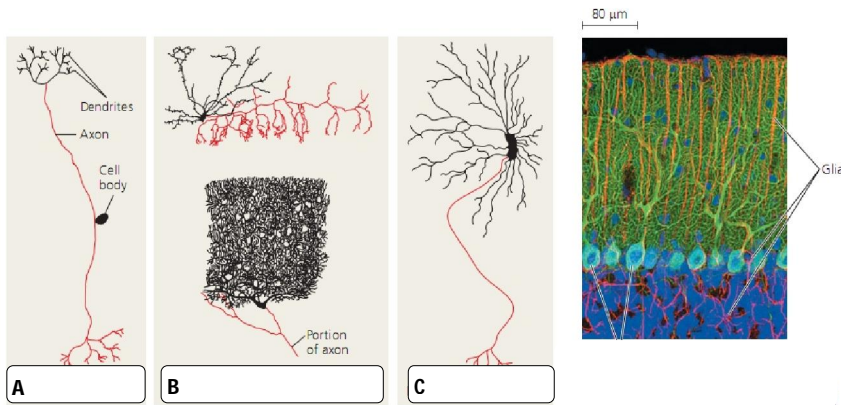 80 μm
Dendrites
Axon
Cell
body
Portion
of axon
Glia
A
B
C